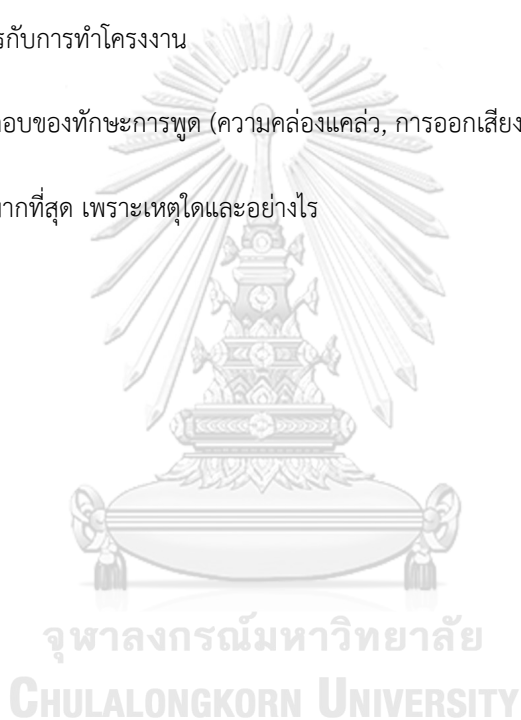 รกับการทำโครงงาน
อบของทักษะการพูด (ความคล่องแคล่ว, การออกเสียง
มากที่สุด เพราะเหตุใดและอย่างไร
จุฬาลงกรณ์มหาวิทยาลัย
CHULALONGKORN UNIVERSITY